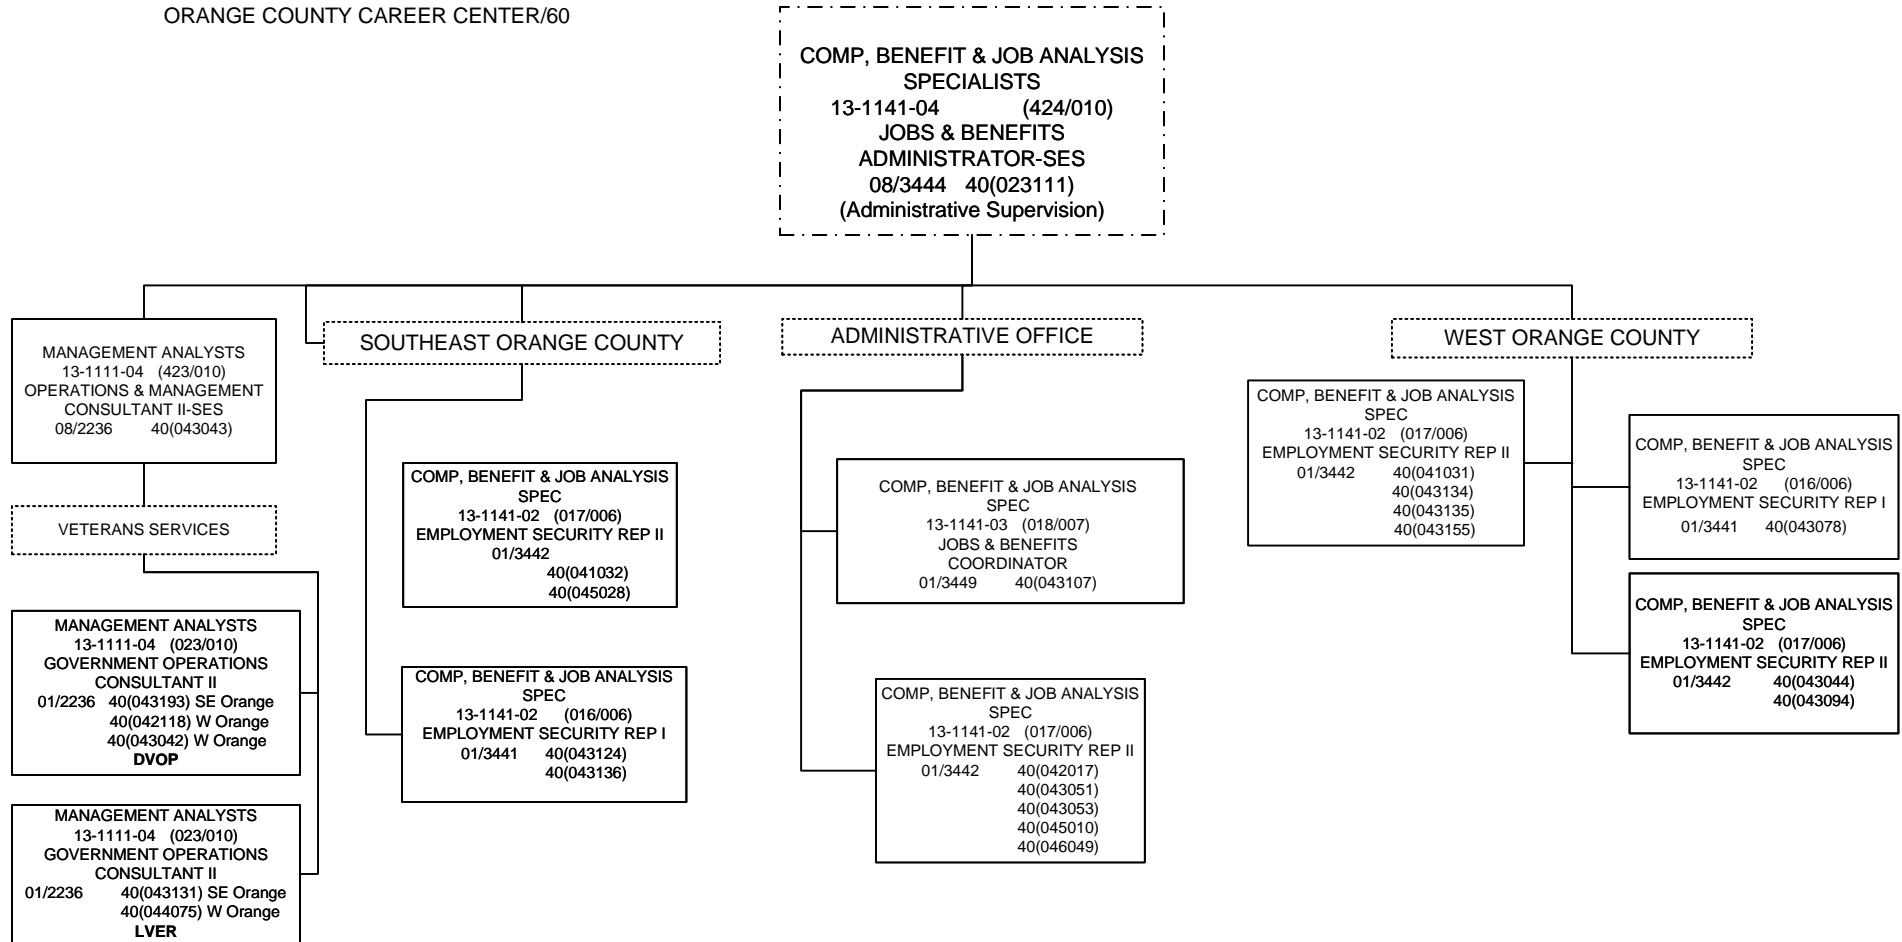 ORANGE COUNTY CAREER CENTER/60
COMP, BENEFIT & JOB ANALYSIS
SPECIALISTS
13-1141-04 (424/010)
JOBS & BENEFITS
ADMINISTRATOR-SES
08/3444 40(023111)
(Administrative Supervision)
MANAGEMENT ANALYSTS
13-1111-04 (423/010)
OPERATIONS & MANAGEMENT
CONSULTANT II-SES
08/2236 40(043043)
VETERANS SERVICES
MANAGEMENT ANALYSTS
13-1111-04 (023/010)
GOVERNMENT OPERATIONS
CONSULTANT II
01/2236 40(043193) SE Orange
40(042118) W Orange
40(043042) W Orange
DVOP
MANAGEMENT ANALYSTS
13-1111-04 (023/010)
GOVERNMENT OPERATIONS
CONSULTANT II
01/2236 40(043131) SE Orange
40(044075) W Orange
LVER
SOUTHEAST ORANGE COUNTY
COMP, BENEFIT & JOB ANALYSIS
SPEC
13-1141-02 (017/006)
EMPLOYMENT SECURITY REP II
01/3442
40(041032)
40(045028)
COMP, BENEFIT & JOB ANALYSIS
SPEC
13-1141-02 (016/006)
EMPLOYMENT SECURITY REP I
01/3441 40(043124)
40(043136)
ADMINISTRATIVE OFFICE
COMP, BENEFIT & JOB ANALYSIS
SPEC
13-1141-03 (018/007)
JOBS & BENEFITS
COORDINATOR
01/3449 40(043107)
COMP, BENEFIT & JOB ANALYSIS
SPEC
13-1141-02 (017/006)
EMPLOYMENT SECURITY REP II
01/3442 40(042017)
40(043051)
40(043053)
40(045010)
40(046049)
WEST ORANGE COUNTY
COMP, BENEFIT & JOB ANALYSIS
SPEC
13-1141-02 (017/006)
EMPLOYMENT SECURITY REP II
01/3442 40(041031)
40(043134)
40(043135)
40(043155)
COMP, BENEFIT & JOB ANALYSIS
SPEC
13-1141-02 (016/006)
EMPLOYMENT SECURITY REP I
01/3441 40(043078)
COMP, BENEFIT & JOB ANALYSIS
SPEC
13-1141-02 (017/006)
EMPLOYMENT SECURITY REP II
01/3442 40(043044)
40(043094)